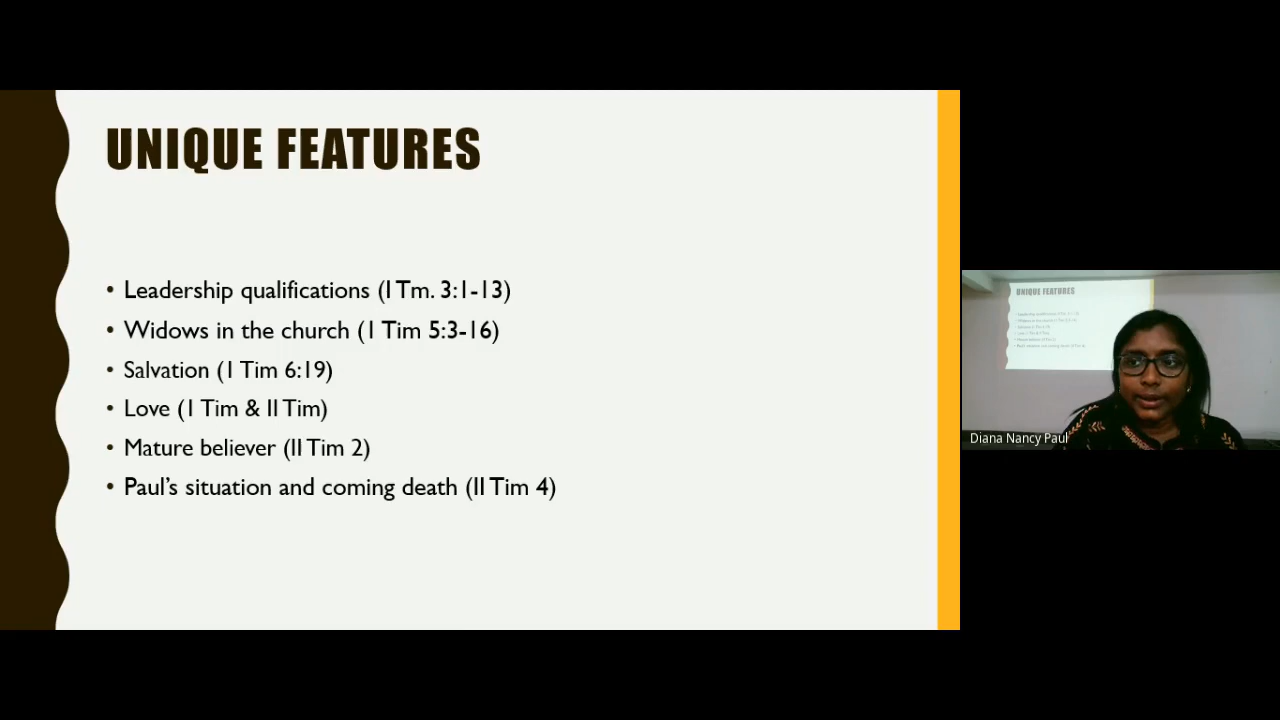 UNIQUE FEATURES
• Leadership qualifications (I Tm. 3:1-13)
• Widows in the church (1 Tim 5:3-16)
• Salvation (1 Tim 6:19)
• Love (1 Tim & II Tim)
• Mature believer (II Tim 2)
• Paul's situation and coming death (II Tim 4)
UNIQUE FEATURES
Diana Nancy Paul